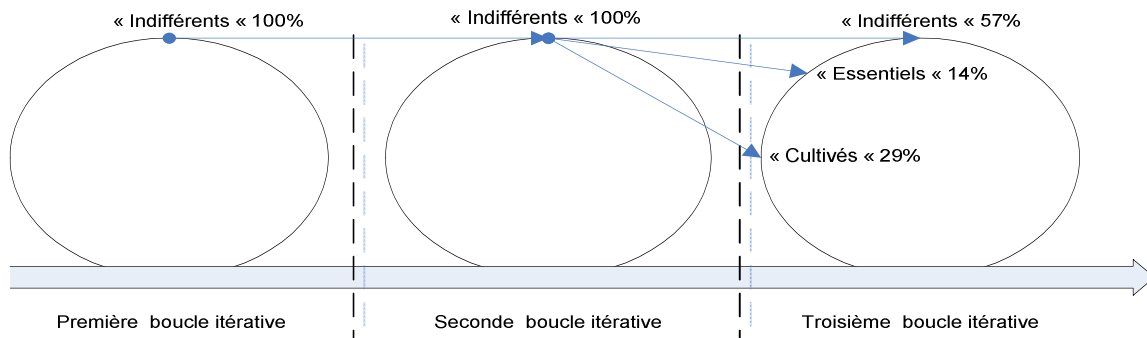 « Indifférents « 100%
« Indifférents « 100%
« Indifférents « 57%
« Essentiels « 14%
« Cultivés « 29%
Première boucle itérative
Seconde boucle itérative
Troisième boucle itérative